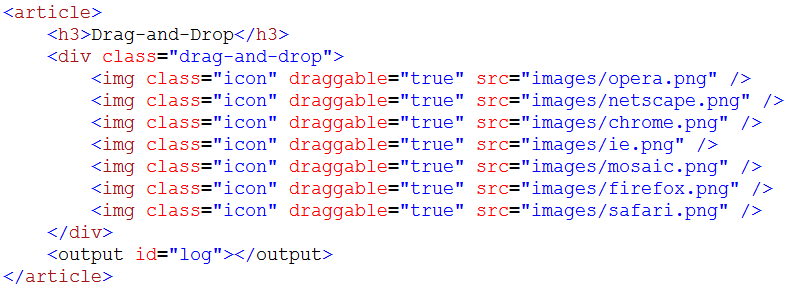 <article>
    <h3>Drag-and-Drop</h3>
    <div class="drag-and-drop">
        <img class="icon" draggable="true" src="images/opera.png" />
        <img class="icon" draggable="true" src="images/netscape.png" />
        <img class="icon" draggable="true" src="images/chrome.png" />
        <img class="icon" draggable="true" src="images/ie.png" />
        <img class="icon" draggable="true" src="images/mosaic.png" />
        <img class="icon" draggable="true" src="images/firefox.png" />
        <img class="icon" draggable="true" src="images/safari.png" />
    </div>
    <output id="log"></output>
</article>